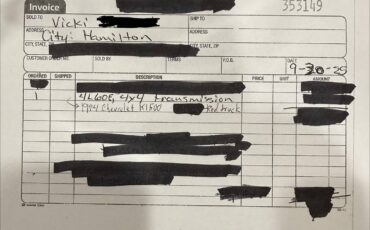 Invoice
353149
SOLD TO Vicki
SHIP TO
ADDRESS City: Hamilton
ADDRESS
CITY, STATE,
CITY, STATE, ZIP
CUSTOMER ORDER NO.
SOLD BY
TERMS
F.O.B.
DATE 9-30-25
ORDERED SHIPPED DESCRIPTION PRICE UNIT AMOUNT
1 4L60E 4x4 transmission
1994 Chevrolet K1500 Red truck